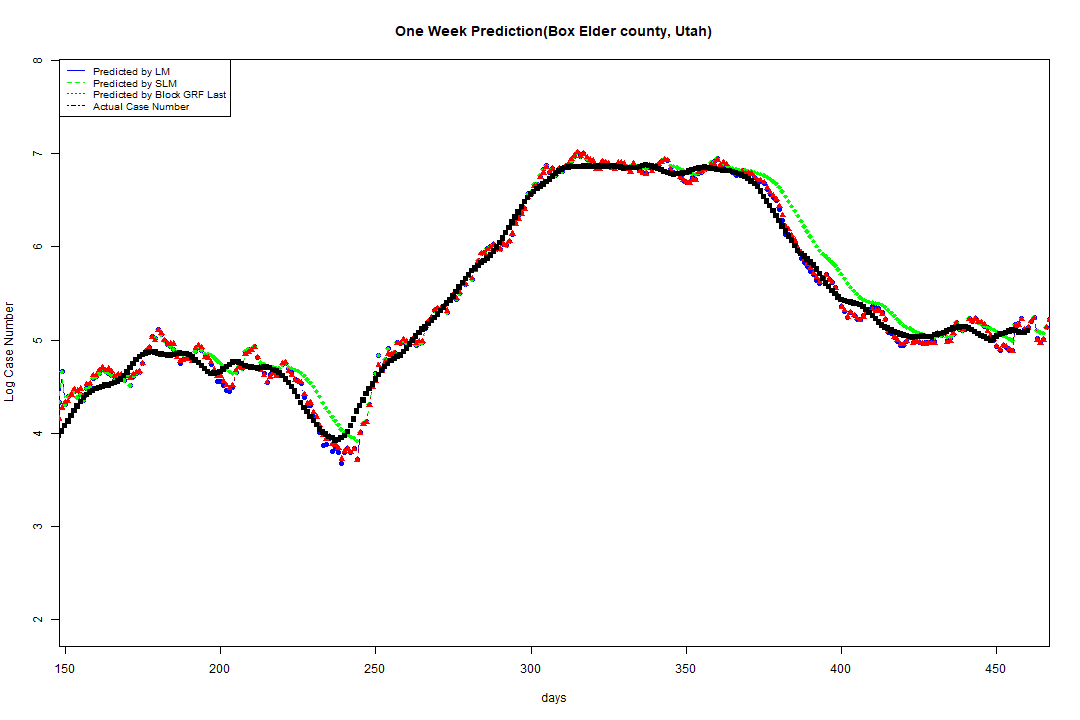 One Week Prediction(Box Elder county, Utah)
Predicted by LM
Predicted by SLM
Predicted by Block GRF Last
Actual Case Number
8
7
6
5
4
3
2
Log Case Number
150 200 250 300 350 400 450
days